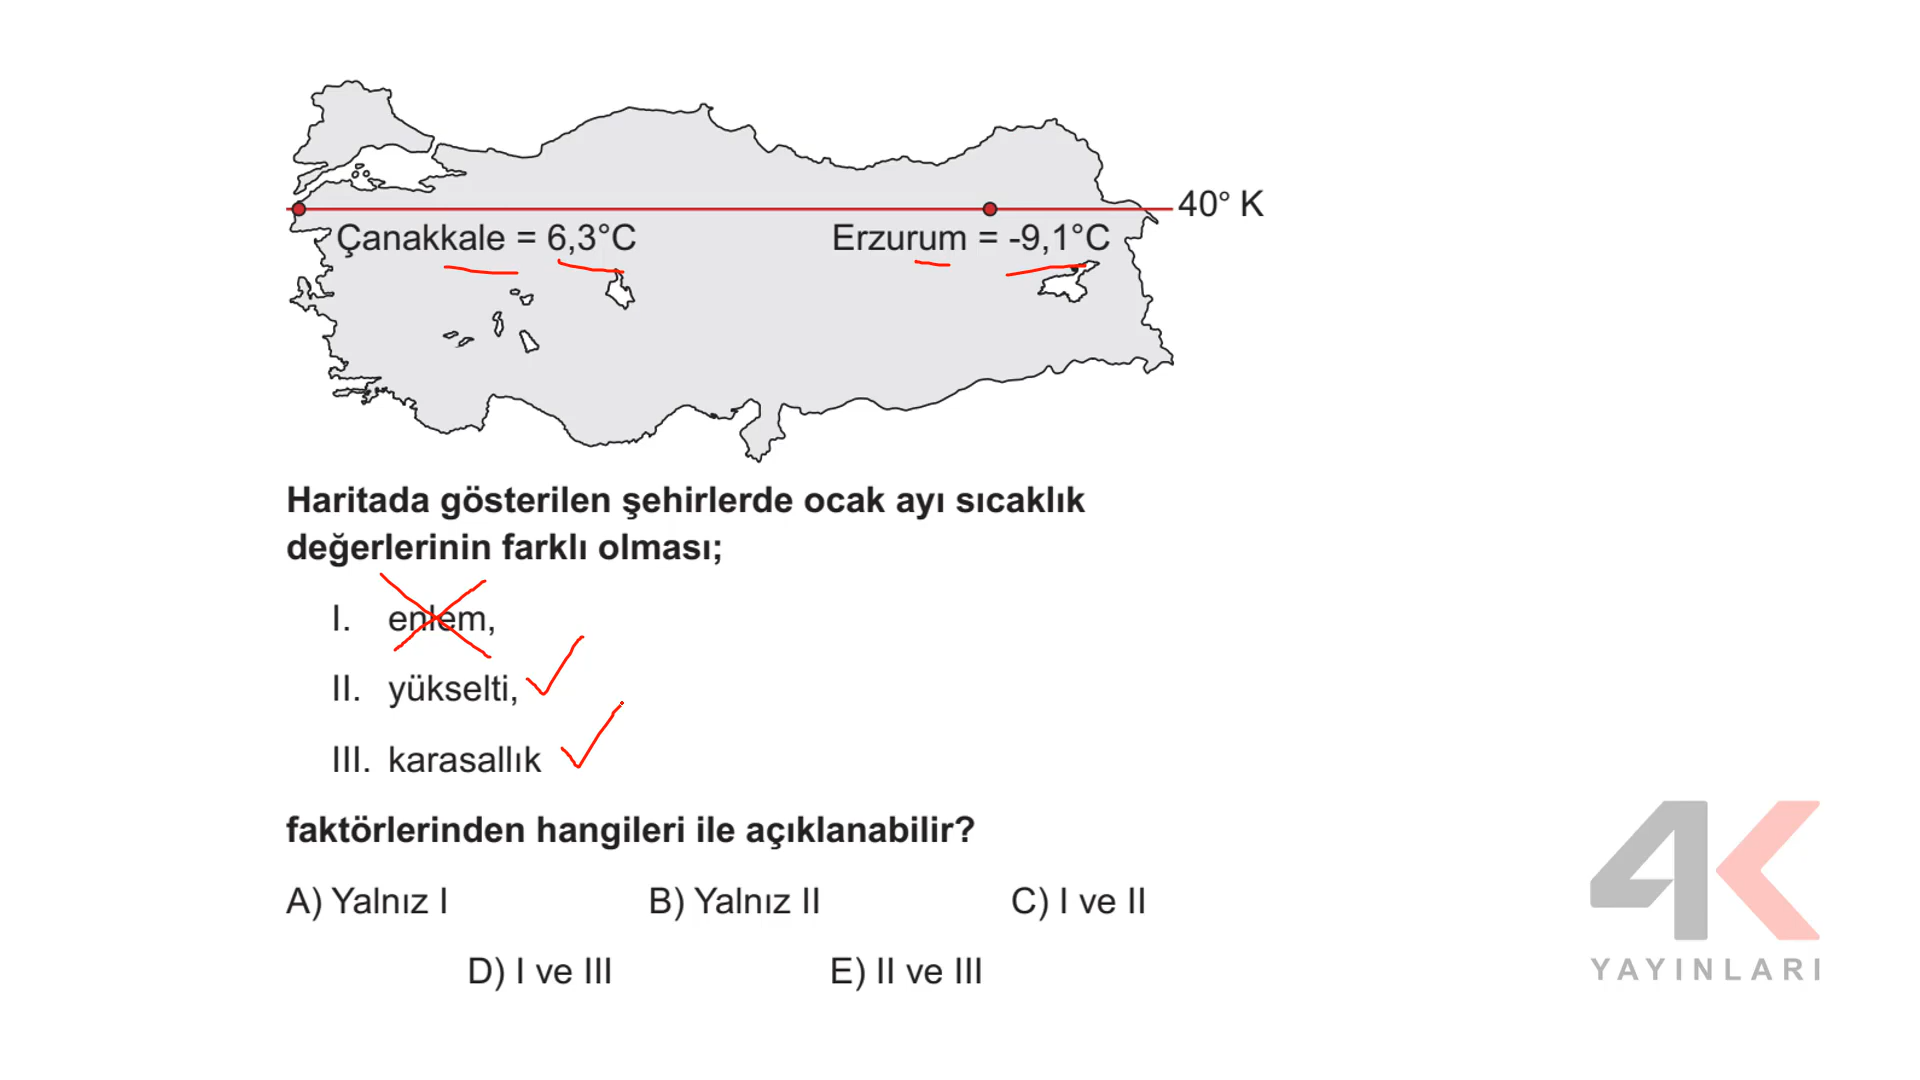 40° K
Çanakkale = 6,3°C
Erzurum = -9,1°C
Haritada gösterilen şehirlerde ocak ayı sıcaklık
değerlerinin farklı olması;
I. enlem,
II. yükselti,
III. karasallık
faktörlerinden hangileri ile açıklanabilir?
A) Yalnız I
B) Yalnız II
C) I ve II
D) I ve III
E) II ve III
4K
YAYINLARI